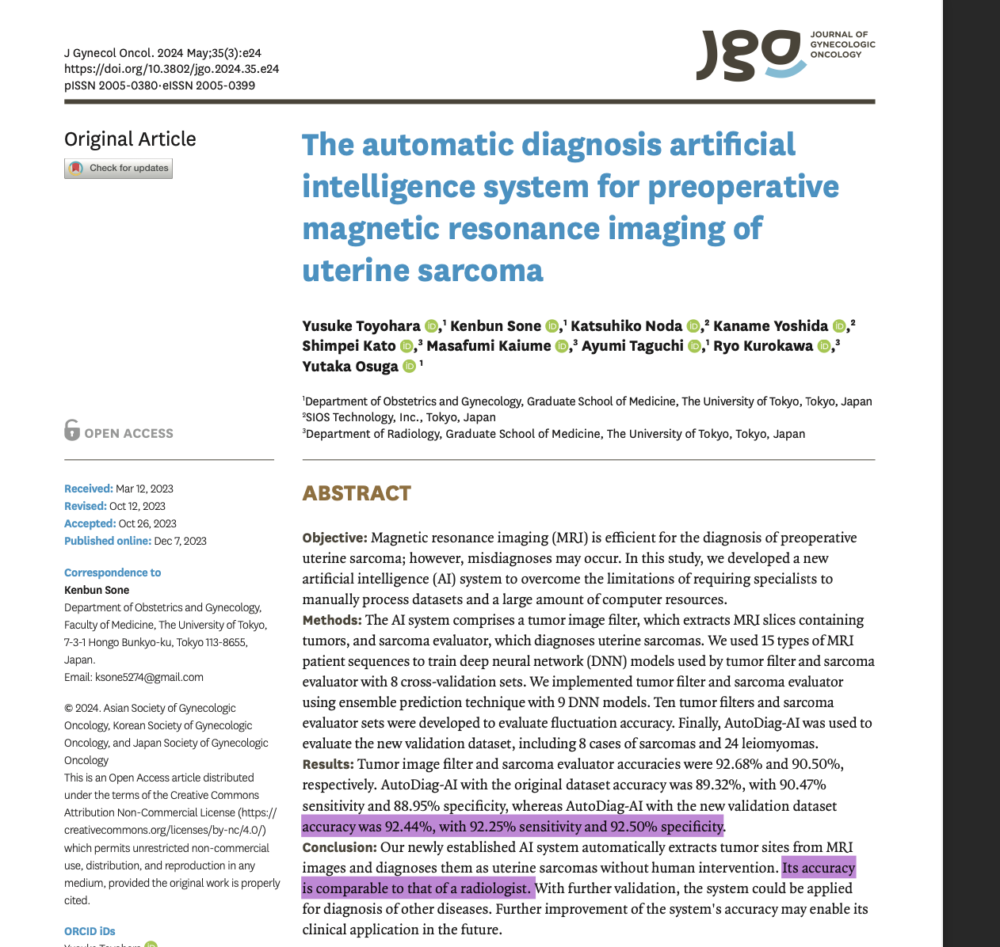 J Gynecol Oncol. 2024 May;35(3):e24
https://doi.org/10.3802/jgo.2024.35.e24
pISSN 2005-0380·eISSN 2005-0399
jgo
JOURNAL OF
GYNECOLOGIC
ONCOLOGY
Original Article
Check for updates
OPEN ACCESS
Received: Mar 12, 2023
Revised: Oct 12, 2023
Accepted: Oct 26, 2023
Published online: Dec 7, 2023
Correspondence to
Kenbun Sone
Department of Obstetrics and Gynecology,
Faculty of Medicine, The University of Tokyo,
7-3-1 Hongo Bunkyo-ku, Tokyo 113-8655,
Japan.
Email: ksone5274@gmail.com
© 2024. Asian Society of Gynecologic
Oncology, Korean Society of Gynecologic
Oncology, and Japan Society of Gynecologic
Oncology
This is an Open Access article distributed
under the terms of the Creative Commons
Attribution Non-Commercial License (https://
creativecommons.org/licenses/by-nc/4.0/)
which permits unrestricted non-commercial
use, distribution, and reproduction in any
medium, provided the original work is properly
cited.
ORCID iDs
Yusuke Toyohara iD
The automatic diagnosis artificial
intelligence system for preoperative
magnetic resonance imaging of
uterine sarcoma
Yusuke Toyohara iD,¹ Kenbun Sone iD,¹ Katsuhiko Noda iD,² Kaname Yoshida iD,²
Shimpei Kato iD,³ Masafumi Kaiume iD,³ Ayumi Taguchi iD,¹ Ryo Kurokawa iD,³
Yutaka Osuga iD ¹
¹Department of Obstetrics and Gynecology, Graduate School of Medicine, The University of Tokyo, Tokyo, Japan
²SIOS Technology, Inc., Tokyo, Japan
³Department of Radiology, Graduate School of Medicine, The University of Tokyo, Tokyo, Japan
ABSTRACT
Objective: Magnetic resonance imaging (MRI) is efficient for the diagnosis of preoperative
uterine sarcoma; however, misdiagnoses may occur. In this study, we developed a new
artificial intelligence (AI) system to overcome the limitations of requiring specialists to
manually process datasets and a large amount of computer resources.
Methods: The AI system comprises a tumor image filter, which extracts MRI slices containing
tumors, and sarcoma evaluator, which diagnoses uterine sarcomas. We used 15 types of MRI
patient sequences to train deep neural network (DNN) models used by tumor filter and sarcoma
evaluator with 8 cross-validation sets. We implemented tumor filter and sarcoma evaluator
using ensemble prediction technique with 9 DNN models. Ten tumor filters and sarcoma
evaluator sets were developed to evaluate fluctuation accuracy. Finally, AutoDiag-AI was used to
evaluate the new validation dataset, including 8 cases of sarcomas and 24 leiomyomas.
Results: Tumor image filter and sarcoma evaluator accuracies were 92.68% and 90.50%,
respectively. AutoDiag-AI with the original dataset accuracy was 89.32%, with 90.47%
sensitivity and 88.95% specificity, whereas AutoDiag-AI with the new validation dataset
accuracy was 92.44%, with 92.25% sensitivity and 92.50% specificity.
Conclusion: Our newly established AI system automatically extracts tumor sites from MRI
images and diagnoses them as uterine sarcomas without human intervention. Its accuracy
is comparable to that of a radiologist. With further validation, the system could be applied
for diagnosis of other diseases. Further improvement of the system's accuracy may enable its
clinical application in the future.